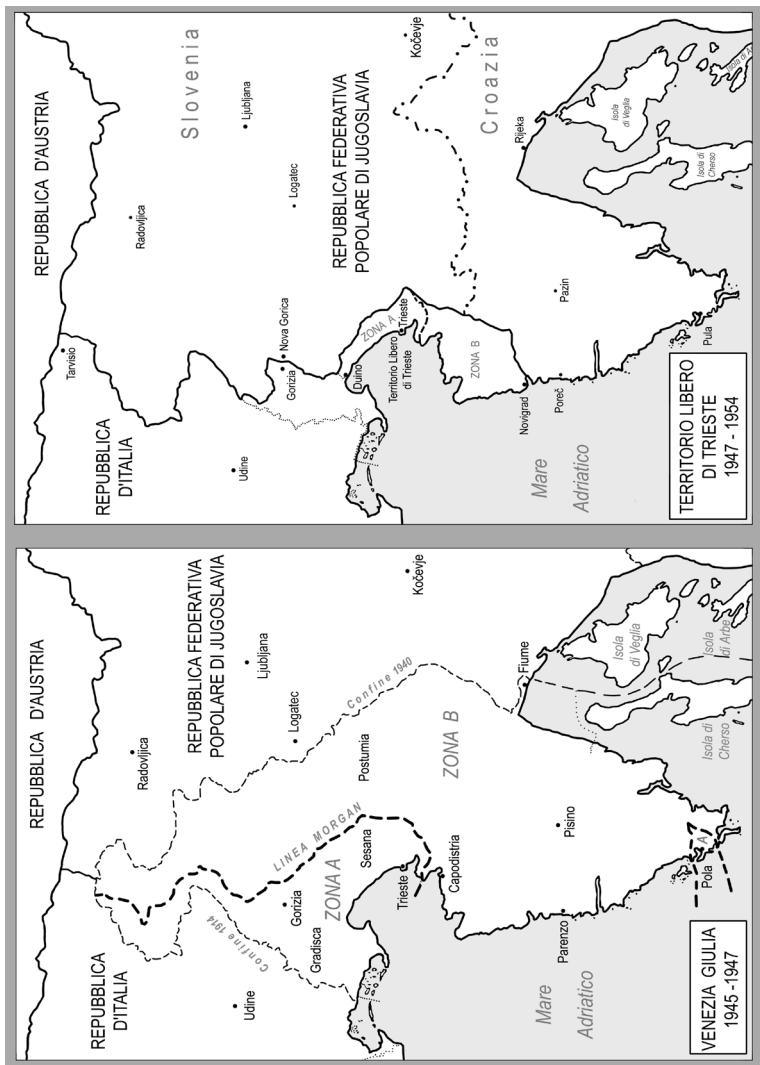 REPUBBLICA D'AUSTRIA
REPUBBLICA
D'ITALIA
Radovljica
REPUBBLICA FEDERATIVA
POPOLARE DI JUGOSLAVIA
Udine
Confine 1914
Ljubljana
Gorizia
Logatec
LINEA MORGAN
Gradisca
ZONA A
Confine 1940
Sesana
Postumia
Trieste
Kočevje
Capodistria
ZONA B
Fiume
Mare
Adriatico
Parenzo
Pisino
Isola
di Veglia
Isola di
Cherso
Isola
di Arbe
Pola
A
VENEZIA GIULIA
1945 -1947
REPUBBLICA D'AUSTRIA
Tarvisio
REPUBBLICA
D'ITALIA
Radovljica
Slovenia
Udine
Ljubljana
Nova Gorica
Gorizia
Logatec
REPUBBLICA FEDERATIVA
POPOLARE DI JUGOSLAVIA
Duino
ZONA A
Territorio Libero
di Trieste
Trieste
Kočevje
ZONA B
Croazia
Novigrad
Rijeka
Mare
Adriatico
Poreč
Pazin
Isola
di Veglia
Isola di
Cherso
Pula
TERRITORIO LIBERO
DI TRIESTE
1947 - 1954